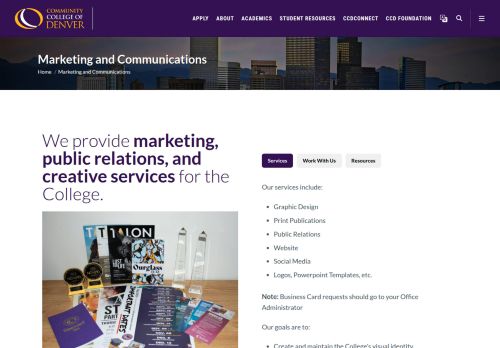 COMMUNITY
COLLEGE OF
DENVER
APPLY ABOUT ACADEMICS STUDENT RESOURCES CCDCONNECT CCD FOUNDATION
Marketing and Communications
Home / Marketing and Communications
We provide marketing,
public relations, and
creative services for the
College.
Services Work With Us Resources
Our services include:
Graphic Design
Print Publications
Public Relations
Website
Social Media
Logos, Powerpoint Templates, etc.
Note: Business Card requests should go to your Office
Administrator
Our goals are to:
Create and maintain the College's visual identity
Ourglass